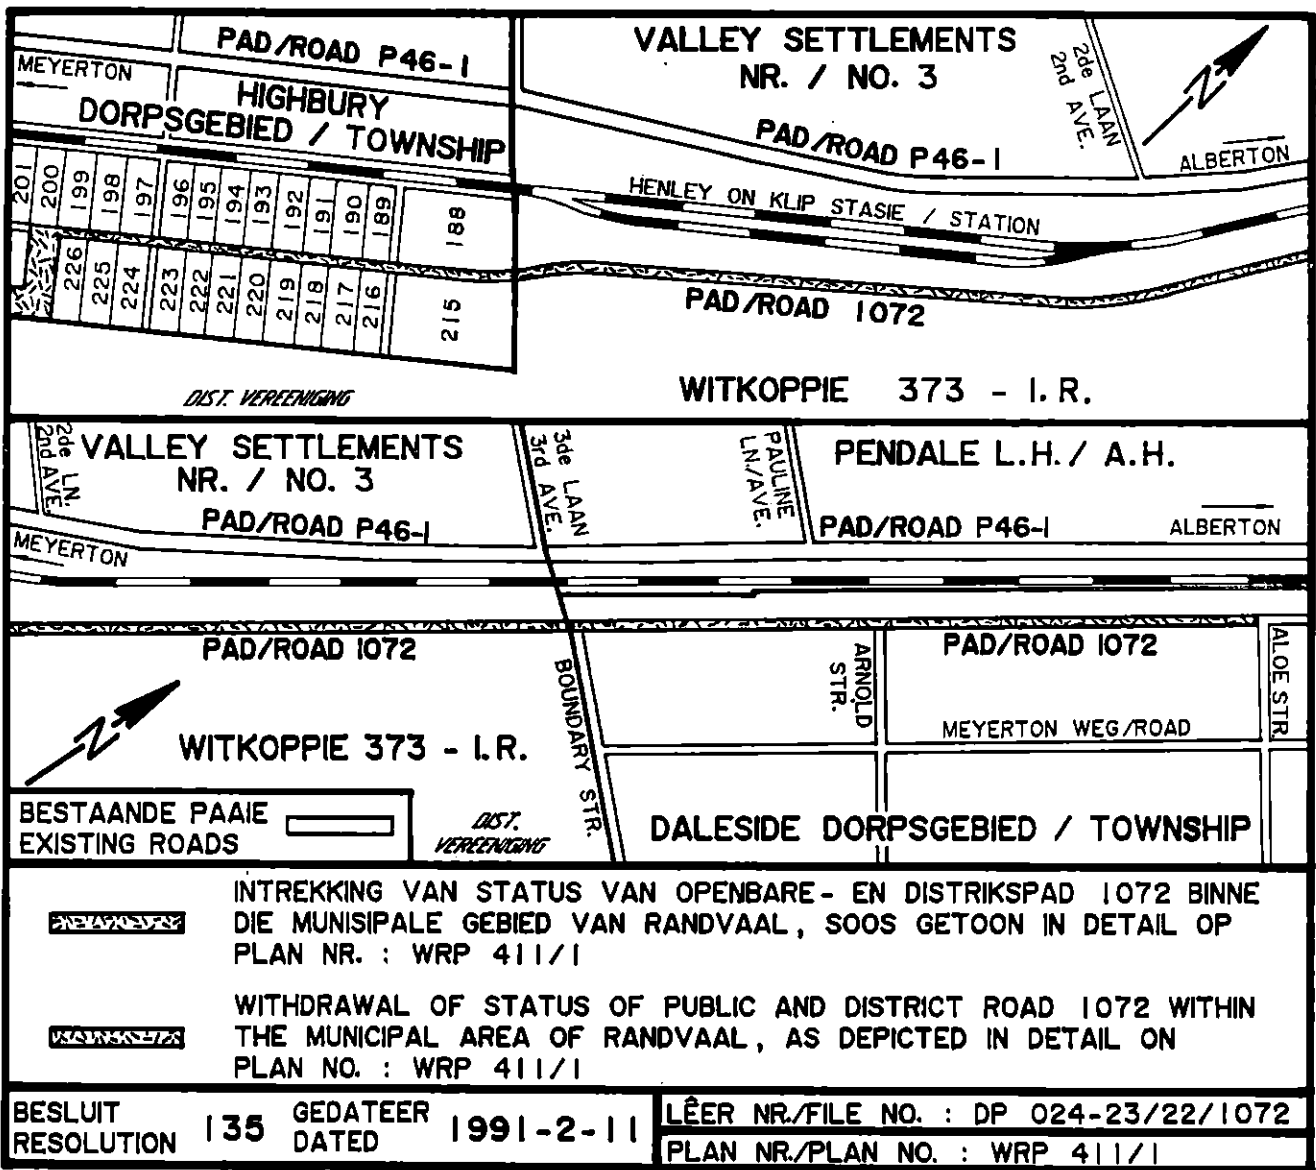 PAD/ROAD P46-1
MEYERTON
HIGHBURY
DORPSGEBIED / TOWNSHIP
201
200
199
198
197
196
195
194
193
192
191
190
189
188
226
225
224
223
222
221
220
219
218
217
216
215
DIST. VEREENIGING
VALLEY SETTLEMENTS
NR. / NO. 3
2de LAAN
2nd AVE.
N
PAD/ROAD P46-1
ALBERTON
HENLEY ON KLIP STASIE / STATION
PAD/ROAD 1072
WITKOPPIE 373 - I.R.
2de LN.
2nd AVE.
VALLEY SETTLEMENTS
NR. / NO. 3
3de LAAN
3rd AVE.
PAULINE
LN./AVE.
PENDALE L.H./ A.H.
PAD/ROAD P46-1
PAD/ROAD P46-1
ALBERTON
MEYERTON
PAD/ROAD 1072
PAD/ROAD 1072
BOUNDARY STR.
ARNOLD
STR.
ALOE STR
MEYERTON WEG/ROAD
N
WITKOPPIE 373 - I.R.
BESTAANDE PAAIE
EXISTING ROADS
DIST.
VEREENIGING
DALESIDE DORPSGEBIED / TOWNSHIP
INTREKKING VAN STATUS VAN OPENBARE- EN DISTRIKSPAD 1072 BINNE
DIE MUNISIPALE GEBIED VAN RANDVAAL, SOOS GETOON IN DETAIL OP
PLAN NR. : WRP 411/1
WITHDRAWAL OF STATUS OF PUBLIC AND DISTRICT ROAD 1072 WITHIN
THE MUNICIPAL AREA OF RANDVAAL, AS DEPICTED IN DETAIL ON
PLAN NO. : WRP 411/1
BESLUIT
RESOLUTION
135
GEDATEER
DATED
1991-2-11
LÊER NR./FILE NO. : DP 024-23/22/1072
PLAN NR./PLAN NO. : WRP 411/1